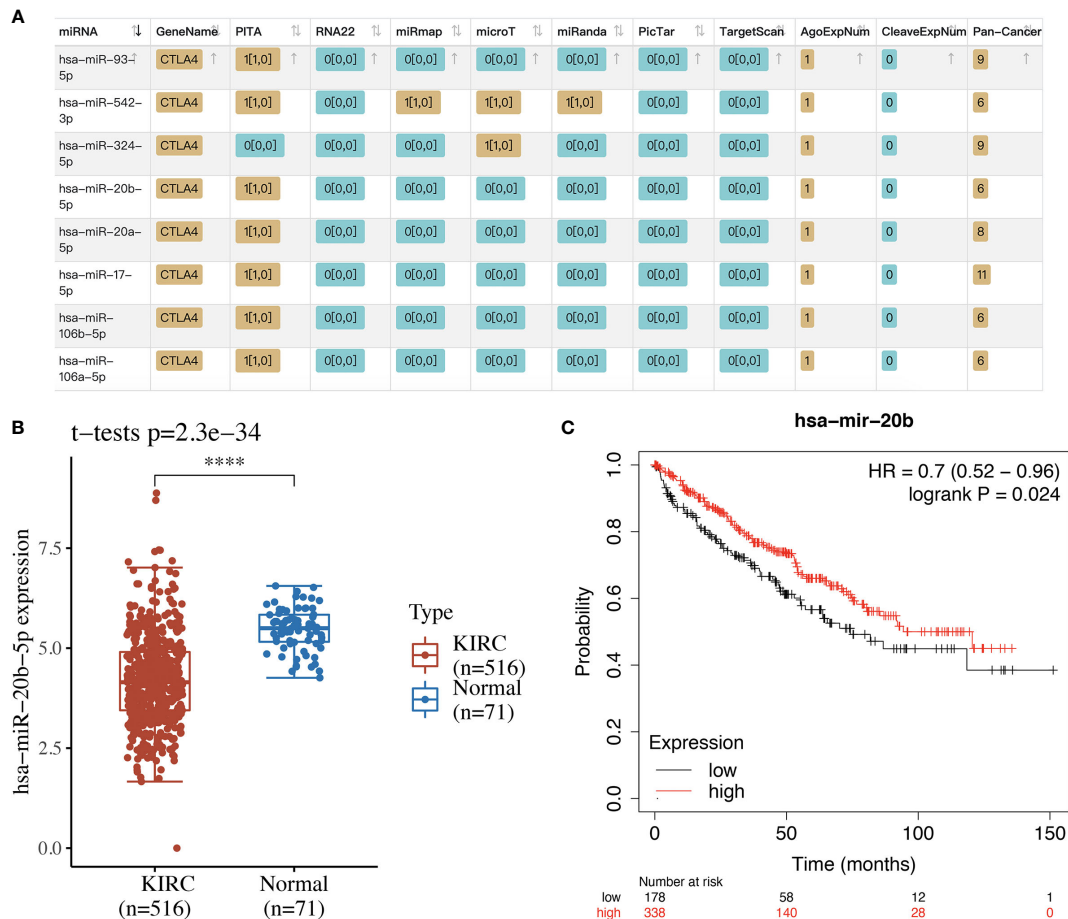 A
miRNA GeneName PITA RNA22 miRmap microT miRanda PicTar TargetScan AgoExpNum CleaveExpNum Pan-Cancer
hsa-miR-93- CTLA4 1[1,0] 0[0,0] 0[0,0] 0[0,0] 0[0,0] 0[0,0] 0[0,0] 1 0 9
5p
hsa-miR-542- CTLA4 1[1,0] 0[0,0] 1[1,0] 1[1,0] 1[1,0] 0[0,0] 0[0,0] 1 0 6
3p
hsa-miR-324- CTLA4 0[0,0] 0[0,0] 0[0,0] 1[1,0] 0[0,0] 0[0,0] 0[0,0] 1 0 9
5p
hsa-miR-20b- CTLA4 1[1,0] 0[0,0] 0[0,0] 0[0,0] 0[0,0] 0[0,0] 0[0,0] 1 0 6
5p
hsa-miR-20a- CTLA4 1[1,0] 0[0,0] 0[0,0] 0[0,0] 0[0,0] 0[0,0] 0[0,0] 1 0 8
5p
hsa-miR-17- CTLA4 1[1,0] 0[0,0] 0[0,0] 0[0,0] 0[0,0] 0[0,0] 0[0,0] 1 0 11
5p
hsa-miR- CTLA4 1[1,0] 0[0,0] 0[0,0] 0[0,0] 0[0,0] 0[0,0] 0[0,0] 1 0 6
106b-5p
hsa-miR- CTLA4 1[1,0] 0[0,0] 0[0,0] 0[0,0] 0[0,0] 0[0,0] 0[0,0] 1 0 6
106a-5p
B
t-tests p=2.3e-34
****
hsa-miR-20b-5p expression
7.5
5.0
2.5
0.0
KIRC Normal
(n=516) (n=71)
Type
KIRC
(n=516)
Normal
(n=71)
C
hsa-mir-20b
HR = 0.7 (0.52 - 0.96)
logrank P = 0.024
Probability
1.0
0.8
0.6
0.4
0.2
0.0
Expression
low
high
0 50 100 150
Time (months)
Number at risk
low 178 58 12 1
high 338 140 28 0